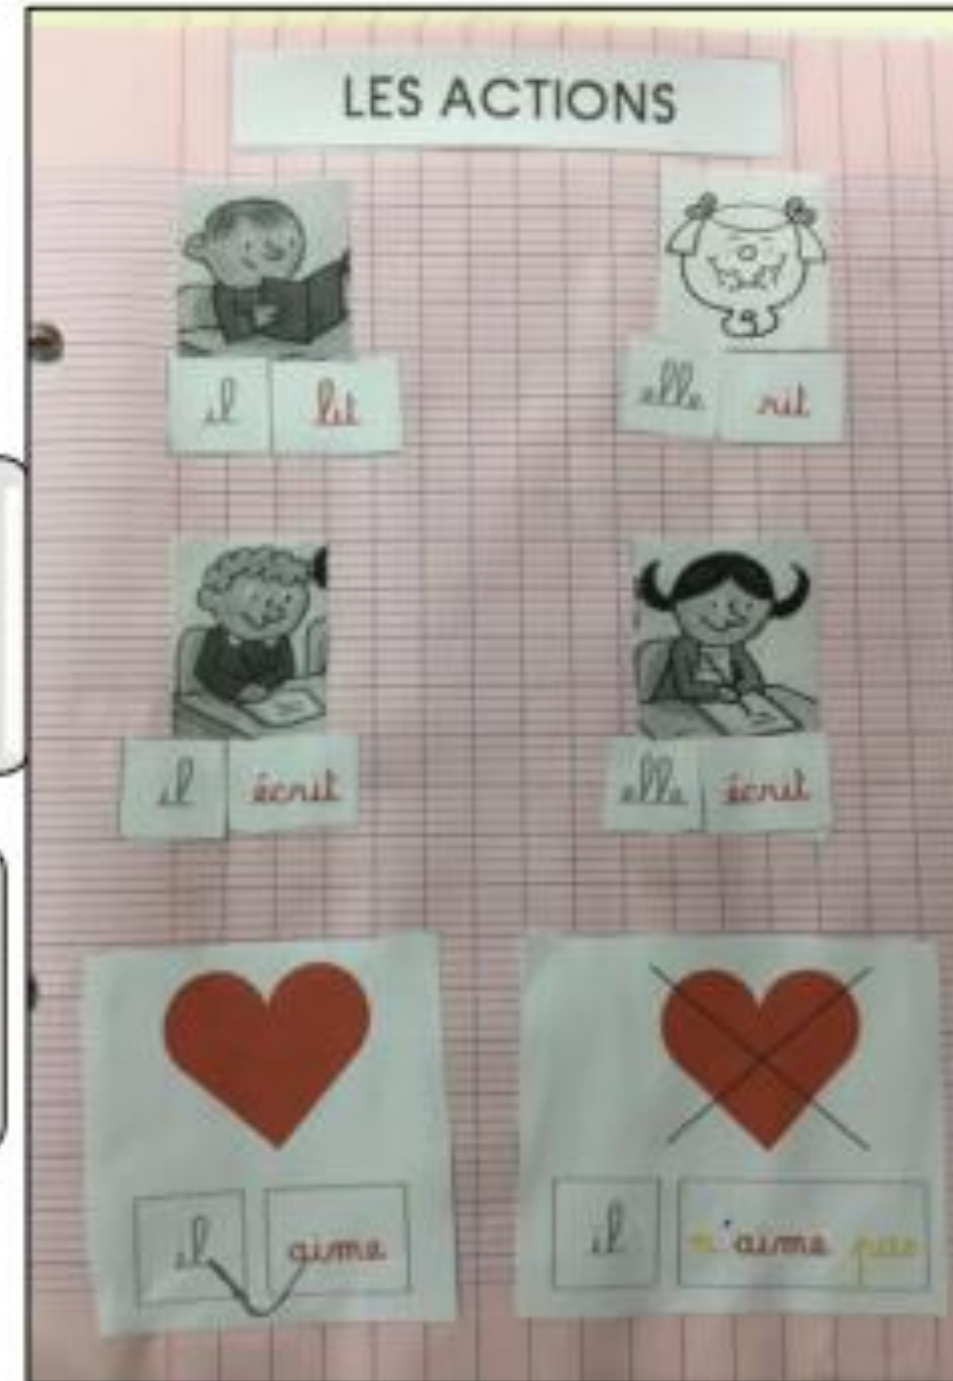 LES ACTIONS
il lit
elle rit
il écrit
elle écrit
il aime
il n'aime pas